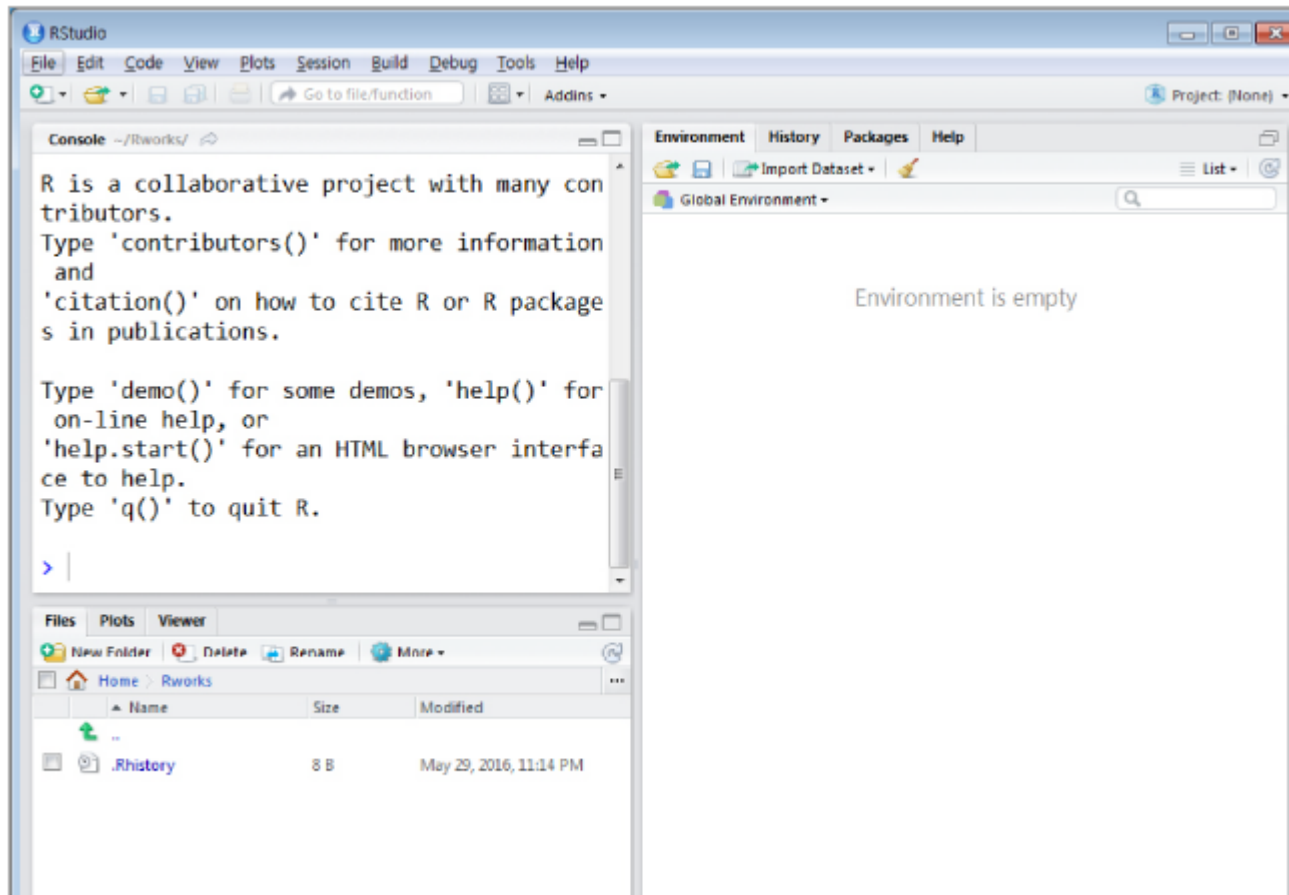 RStudio
File Edit Code View Plots Session Build Debug Tools Help
Go to file/function Addins Project: (None)
Console ~/Rworks/
R is a collaborative project with many con
tributors.
Type 'contributors()' for more information
 and
'citation()' on how to cite R or R package
s in publications.
Type 'demo()' for some demos, 'help()' for
 on-line help, or
'help.start()' for an HTML browser interfa
ce to help.
Type 'q()' to quit R.
>
Files Plots Viewer
New Folder Delete Rename More
Home Rworks ...
Name Size Modified
..
.Rhistory 8 B May 29, 2016, 11:14 PM
Environment History Packages Help
Import Dataset List
Global Environment
Environment is empty